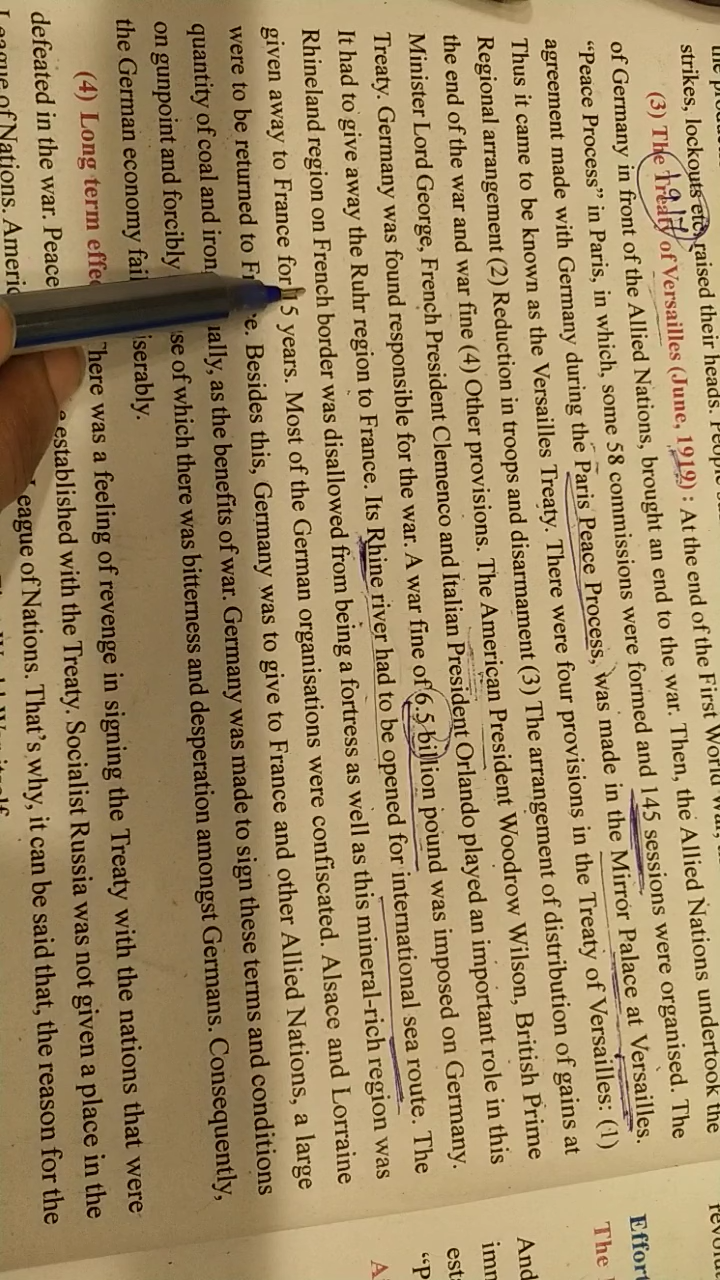 strikes, lockouts etc. raised their heads. People
(3) The Treaty of Versailles (June, 1919) : At the end of the First World War,
of Germany in front of the Allied Nations, brought an end to the war. Then, the Allied Nations undertook the
"Peace Process" in Paris, in which, some 58 commissions were formed and 145 sessions were organised. The
agreement made with Germany during the Paris Peace Process, was made in the Mirror Palace at Versailles.
Thus it came to be known as the Versailles Treaty. There were four provisions in the Treaty of Versailles: (1)
Regional arrangement (2) Reduction in troops and disarmament (3) The arrangement of distribution of gains at
the end of the war and war fine (4) Other provisions. The American President Woodrow Wilson, British Prime
Minister Lord George, French President Clemenco and Italian President Orlando played an important role in this
Treaty. Germany was found responsible for the war. A war fine of 6.5 billion pound was imposed on Germany.
It had to give away the Ruhr region to France. Its Rhine river had to be opened for international sea route. The
Rhineland region on French border was disallowed from being a fortress as well as this mineral-rich region was
given away to France for 15 years. Most of the German organisations were confiscated. Alsace and Lorraine
were to be returned to Fr e. Besides this, Germany was to give to France and other Allied Nations, a large
quantity of coal and iron ually, as the benefits of war. Germany was made to sign these terms and conditions
on gunpoint and forcibly se of which there was bitterness and desperation amongst Germans. Consequently,
the German economy fail iserably.
(4) Long term effec There was a feeling of revenge in signing the Treaty with the nations that were
defeated in the war. Peace e established with the Treaty. Socialist Russia was not given a place in the
League of Nations. Americ League of Nations. That's why, it can be said that, the reason for the
1917
Effor
The
And
imm
est
"P
A